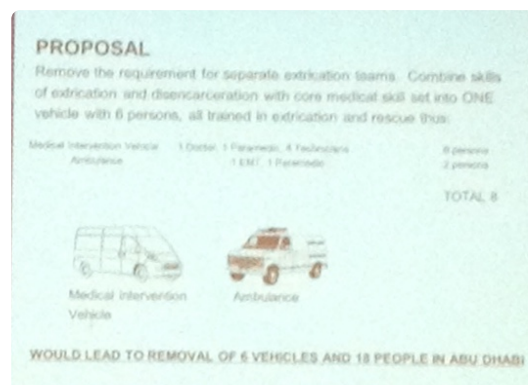 PROPOSAL
Remove the requirement for separate extrication teams. Combine skills
of extrication and disencarceration with core medical skill set into ONE
vehicle with 6 persons, all trained in extrication and rescue thus:
Medical Intervention Vehicle 1 Doctor, 1 Paramedic, 4 Technicians 6 persons
Ambulance 1 EMT, 1 Paramedic 2 persons
TOTAL 8
Medical Intervention Ambulance
Vehicle
WOULD LEAD TO REMOVAL OF 6 VEHICLES AND 18 PEOPLE IN ABU DHABI